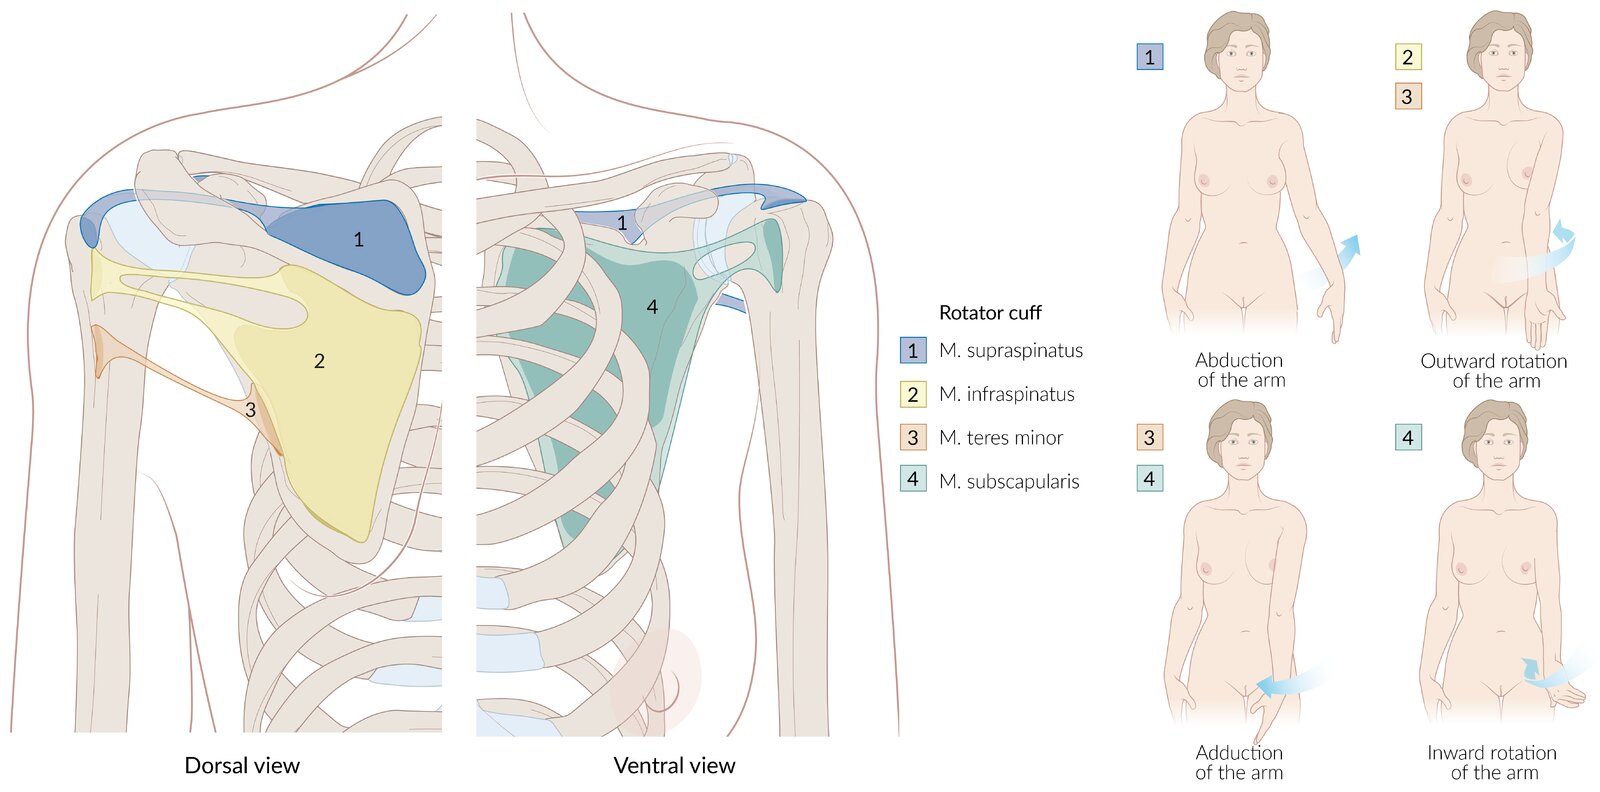 1
2
3
Dorsal view
1
4
Ventral view
Rotator cuff
1 M. supraspinatus
2 M. infraspinatus
3 M. teres minor
4 M. subscapularis
1
Abduction
of the arm
2
3
Outward rotation
of the arm
3
4
Adduction
of the arm
4
Inward rotation
of the arm